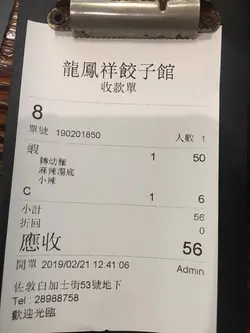 龍鳳祥餃子館
收款單
8
單號 190201850 人數 1
蝦 1 50
轉幼麵
麻辣湯底
小辣
C 1 6
小計 56
折回 0
應收 56
開單 2019/02/21 12:41:06 Admin
佐敦白加士街53號地下
Tel : 28988758
歡迎光臨